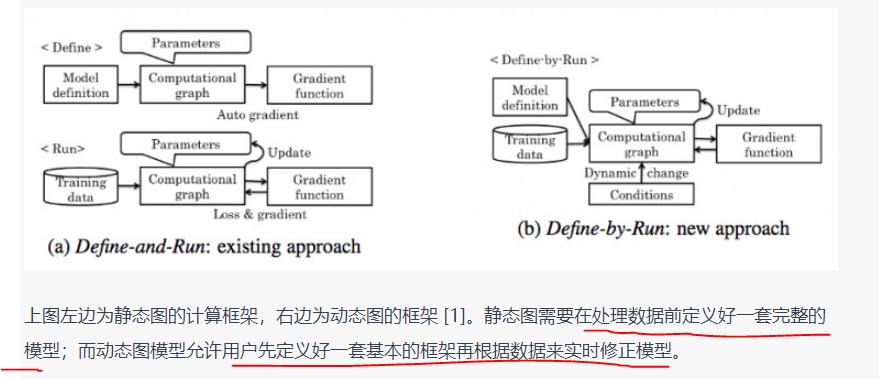 < Define >
Parameters
Model
definition
Computational
graph
Gradient
function
Auto gradient
< Run>
Parameters
Update
Training
data
Computational
graph
Gradient
function
Loss & gradient
(a) Define-and-Run: existing approach
< Define-by-Run >
Model
definition
Parameters
Update
Training
data
Computational
graph
Gradient
function
Dynamic change
Conditions
(b) Define-by-Run: new approach
上图左边为静态图的计算框架，右边为动态图的框架 [1]。静态图需要在处理数据前定义好一套完整的
模型；而动态图模型允许用户先定义好一套基本的框架再根据数据来实时修正模型。